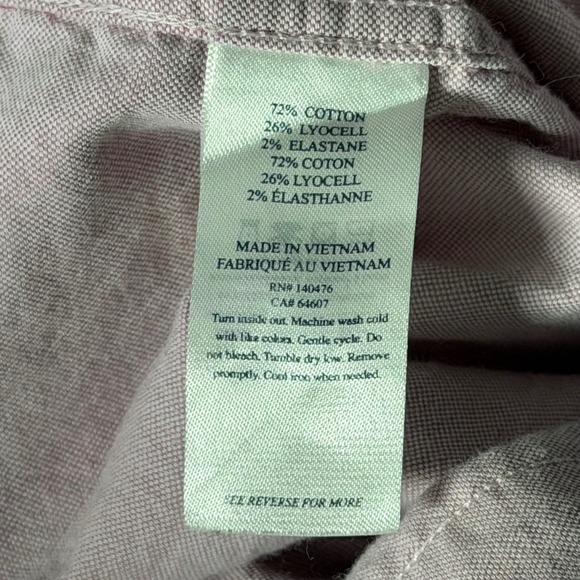 72% COTTON
26% LYOCELL
2% ELASTANE
72% COTON
26% LYOCELL
2% ÉLASTHANNE
MADE IN VIETNAM
FABRIQUÉ AU VIETNAM
RN# 140476
CA# 64607
Turn inside out. Machine wash cold
with like colors. Gentle cycle. Do
not bleach. Tumble dry low. Remove
promptly. Cool iron when needed.
SEE REVERSE FOR MORE